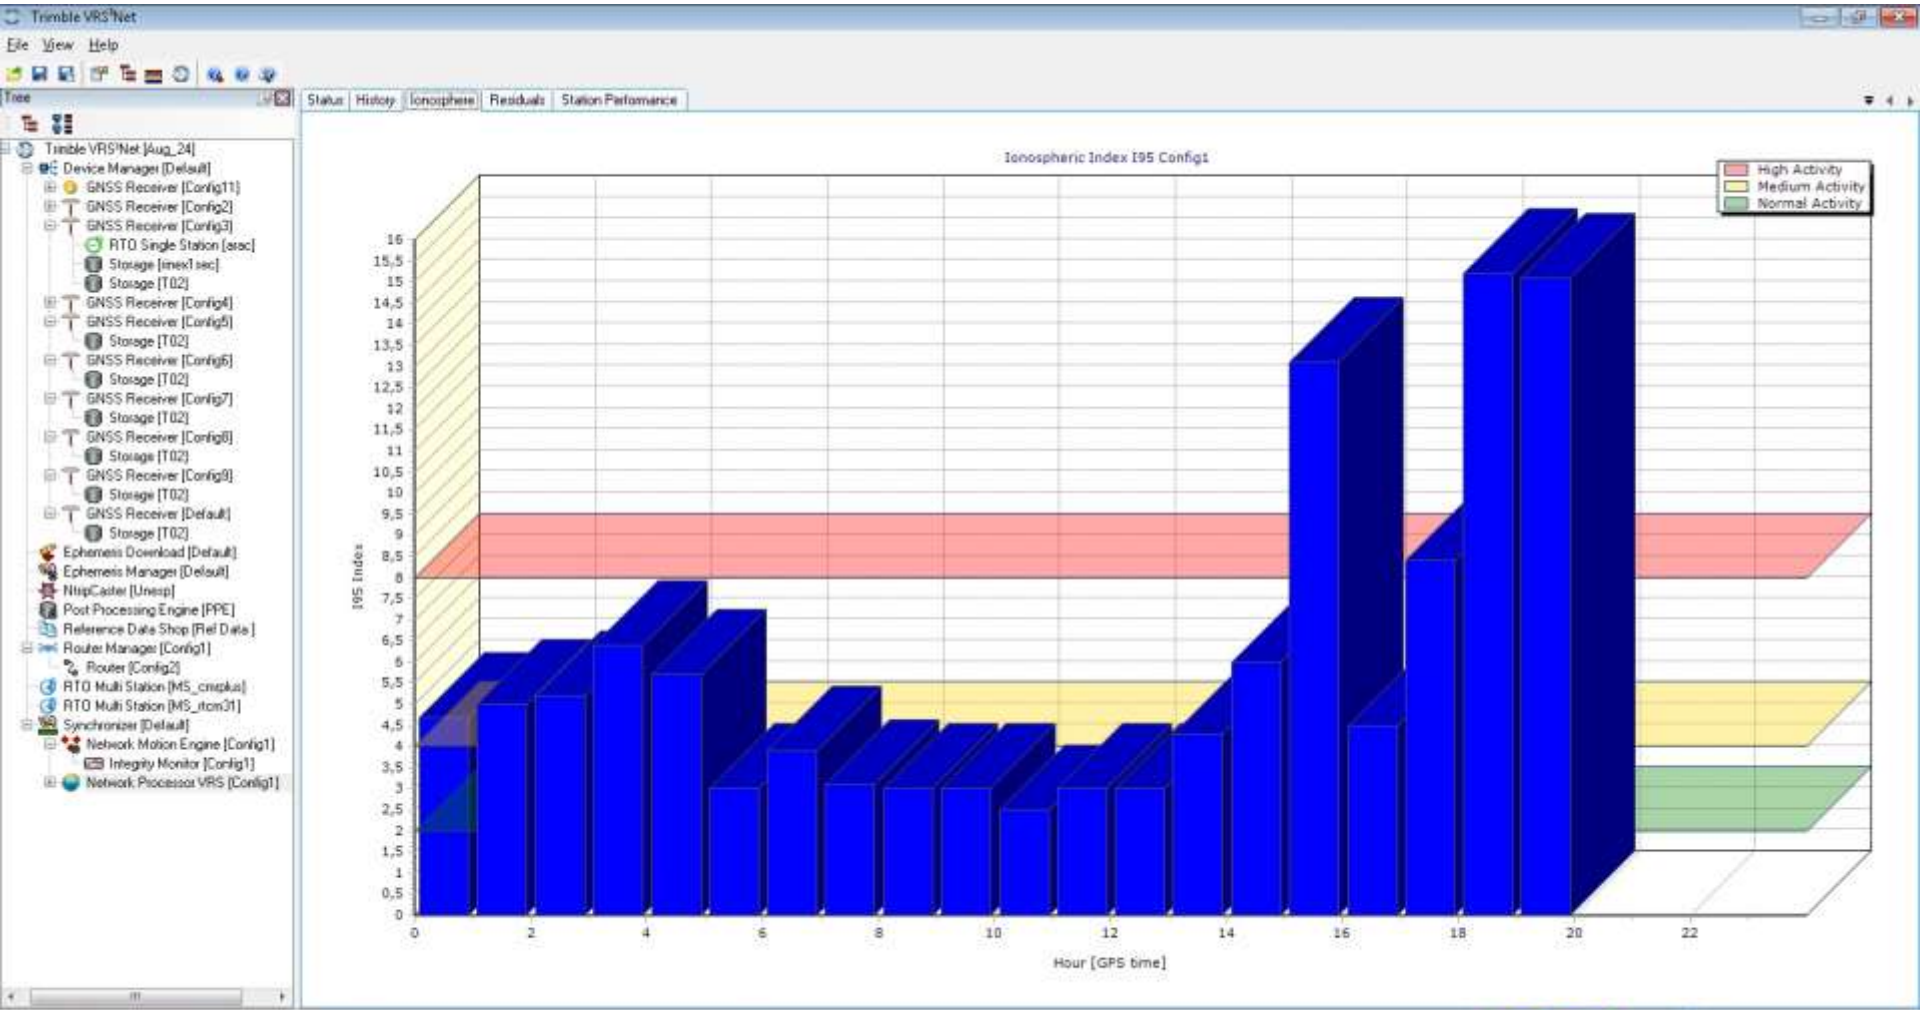 Trimble VRS³Net
File View Help
Tree
Status History Ionosphere Residuals Station Performance
Trimble VRS³Net [Aug_24]
Device Manager [Default]
GNSS Receiver [Config11]
GNSS Receiver [Config2]
GNSS Receiver [Config3]
RTO Single Station [arac]
Storage [rinex1sec]
Storage [T02]
GNSS Receiver [Config4]
GNSS Receiver [Config5]
Storage [T02]
GNSS Receiver [Config6]
Storage [T02]
GNSS Receiver [Config7]
Storage [T02]
GNSS Receiver [Config8]
Storage [T02]
GNSS Receiver [Config9]
Storage [T02]
GNSS Receiver [Default]
Storage [T02]
Ephemeris Download [Default]
Ephemeris Manager [Default]
NtripCaster [Unesp]
Post Processing Engine [PPE]
Reference Data Shop [Ref Data ]
Router Manager [Config1]
Router [Config2]
RTO Multi Station [MS_cmrplus]
RTO Multi Station [MS_rtcm31]
Synchronizer [Default]
Network Motion Engine [Config1]
Integrity Monitor [Config1]
Network Processor VRS [Config1]
Ionospheric Index I95 Config1
High Activity
Medium Activity
Normal Activity
16
15,5
15
14,5
14
13,5
13
12,5
12
11,5
11
10,5
10
9,5
9
8,5
8
7,5
7
6,5
6
5,5
5
4,5
4
3,5
3
2,5
2
1,5
1
0,5
0
I95 Index
0 2 4 6 8 10 12 14 16 18 20 22
Hour [GPS time]